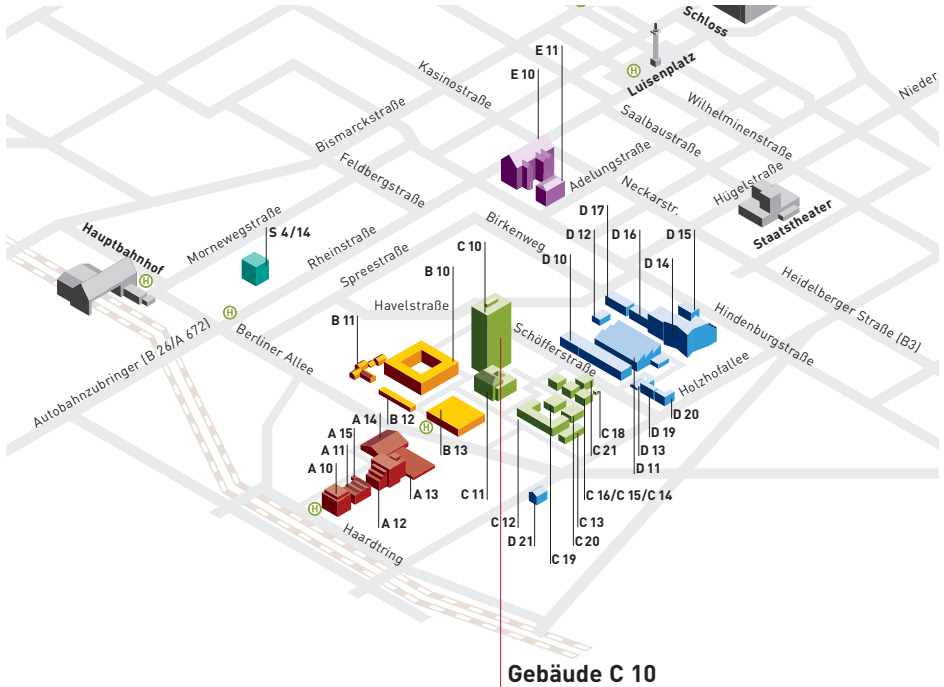 Schloss
E 11
Luisenplatz
E 10
Kasinostraße
Nieder
Wilhelminenstraße
Saalbaustraße
Bismarckstraße
Feldbergstraße
Adelungstraße
Neckarstr.
Hügelstraße
Staatstheater
Mornewegstraße
S 4/14
Hauptbahnhof
Rheinstraße
Spreestraße
Birkenweg
D 17
D 12
D 16
D 15
C 10
D 10
D 14
B 10
Heidelberger Straße (B3)
Havelstraße
Hindenburgstraße
B 11
Schöfferstraße
Berliner Allee
Autobahnzubringer (B 26/A 672)
Holzhofallee
H
H
H
H
H
A 14
B 12
D 20
A 15
C 18
D 19
A 11
B 13
C 21
D 13
A 10
D 11
A 13
C 11
C 16/C 15/C 14
A 12
C 12
C 13
D 21
C 20
C 19
Haardtring
Gebäude C 10